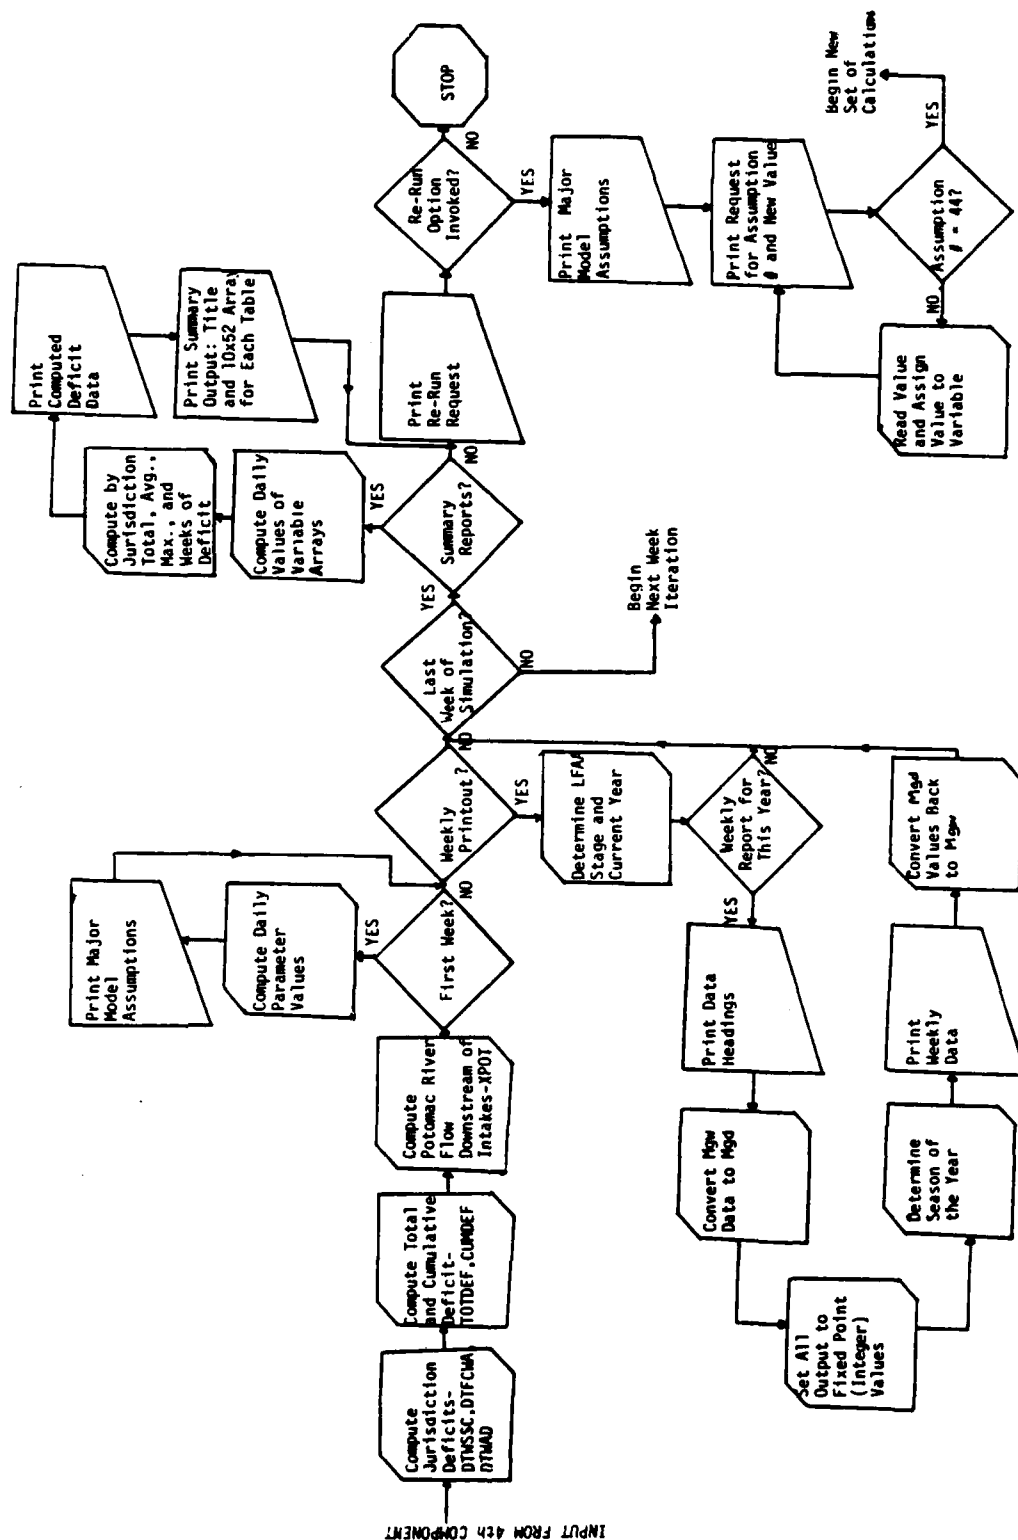 INPUT FROM 4th COMPONENT
Compute
Jurisdiction
Deficits-
DTWSSC,DTFCWA,
DTWAD
Compute Total
and Cumulative
Deficit-
TOTDEF,CUMDEF
Compute
Potomac River
Flow
Downstream of
Intakes-XPOT
First Week?
YES
NO
Compute Daily
Parameter
Values
Print Major
Model
Assumptions
Weekly
Printout?
NO
YES
Determine LFAA
Stage and
Current Year
Weekly
Report for
This Year?
NO
YES
Print Data
Headings
Convert Mgw
Data to Mgd
Set All
Output to
Fixed Point
(Integer)
Values
Determine
Season of
the Year
Print
Weekly
Data
Convert Mgd
Values Back
to Mgw
Last
Week of
Simulation?
YES
NO
Begin
Next Week
Iteration
Summary
Reports?
YES
NO
Compute Daily
Values of
Variable
Arrays
Compute by
Jurisdiction
Total, Avg.,
Max., and
Weeks of
Deficit
Print
Computed
Deficit
Data
Print Summary
Output: Title
and 10x52 Array
for Each Table
Print
Re-Run
Request
Re-Run
Option
Invoked?
NO
STOP
YES
Print Major
Model
Assumptions
Print Request
for Assumption
# and New Value
Assumption
# = 44?
YES
Begin New
Set of
Calculations
NO
Read Value
and Assign
Value to
Variable